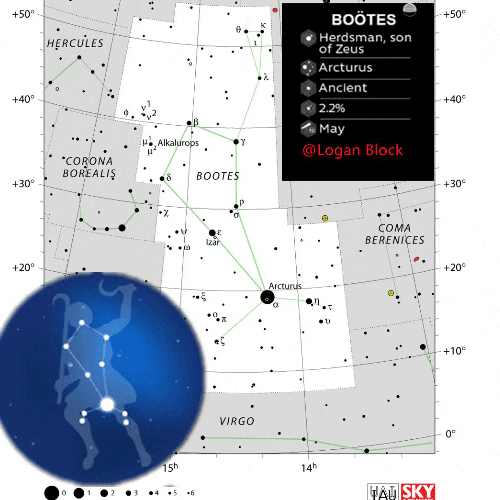 +50°
+50°
HERCULES
BOÖTES
Herdsman, son
of Zeus
Arcturus
Ancient
2.2%
May
@Logan Block
θ
κ
ι
λ
+40°
+40°
φ
ν1
ν2
β
μ1
μ2
Alkalurops
γ
CORONA
BOREALIS
BOOTES
δ
+30°
+30°
χ
ρ
σ
COMA
BERENICES
ψ
ε
Izar
ω
+20°
+20°
Arcturus
ξ
α
η
τ
ο
π
υ
ζ
+10°
VIRGO
0°
15h
14h
0
1
2
3
4
5
6
IAU
SKY